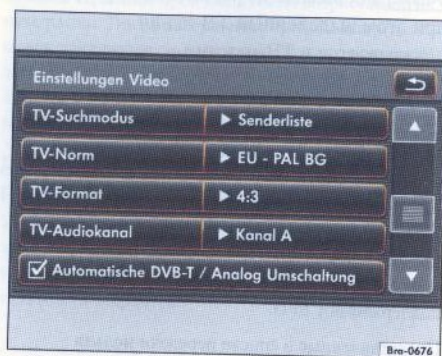 Einstellungen Video
TV-Suchmodus ▶ Senderliste
TV-Norm ▶ EU - PAL BG
TV-Format ▶ 4:3
TV-Audiokanal ▶ Kanal A
Automatische DVB-T / Analog Umschaltung
Bra-0676